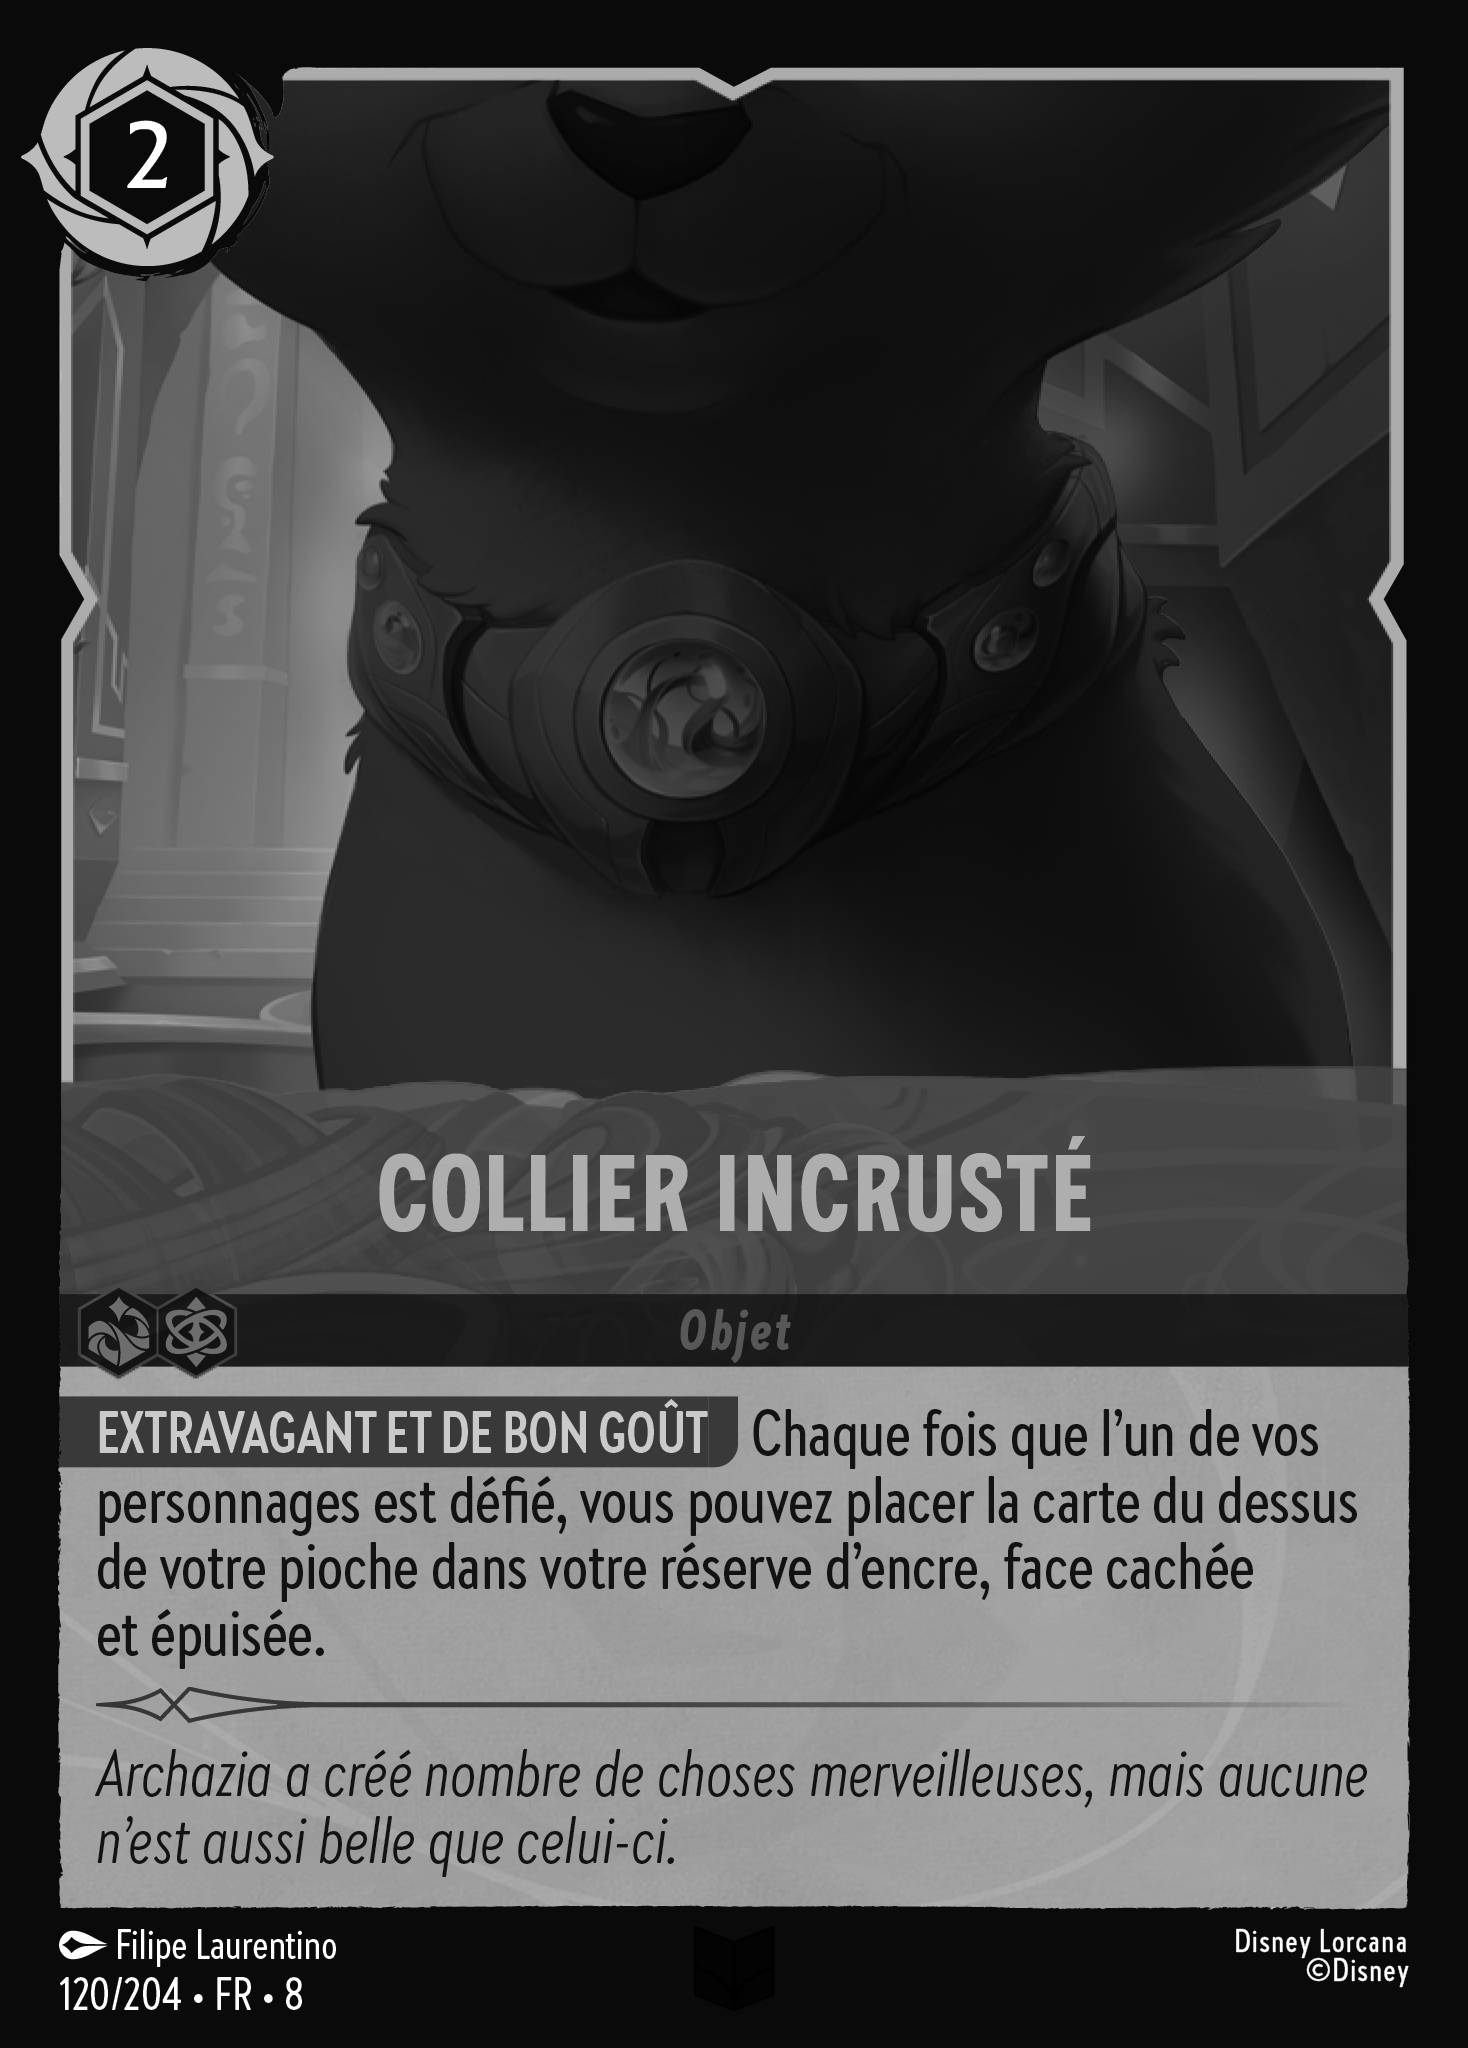 2
COLLIER INCRUSTÉ
Objet
EXTRAVAGANT ET DE BON GOÛT Chaque fois que l’un de vos
personnages est défié, vous pouvez placer la carte du dessus
de votre pioche dans votre réserve d’encre, face cachée
et épuisée.
Archazia a créé nombre de choses merveilleuses, mais aucune
n’est aussi belle que celui-ci.
Filipe Laurentino
120/204 • FR • 8
Disney Lorcana
©Disney